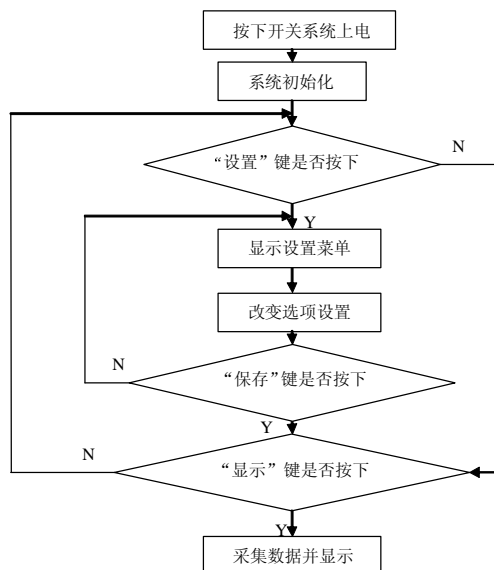 按下开关系统上电
系统初始化
“设置”键是否按下
N
Y
显示设置菜单
改变选项设置
“保存”键是否按下
N
Y
“显示”键是否按下
N
Y
采集数据并显示